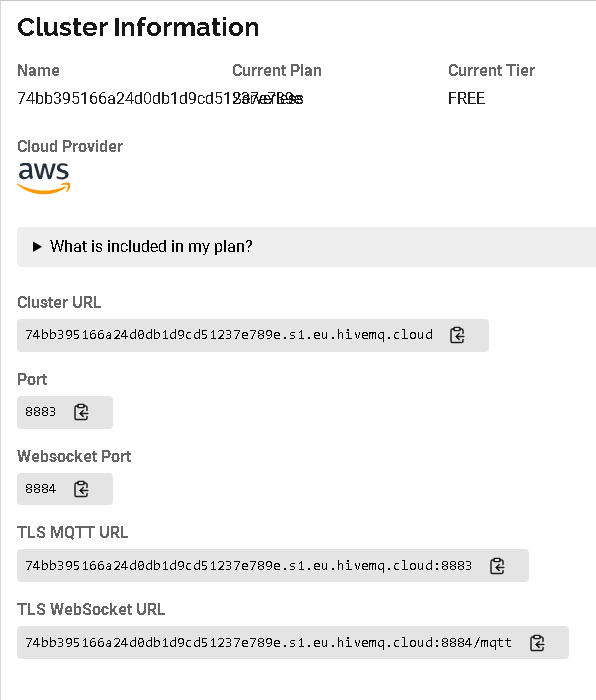 Cluster Information
Name Current Plan Current Tier
74bb395166a24d0db1d9cd51237e789e Serverless FREE
Cloud Provider
aws
What is included in my plan?
Cluster URL
74bb395166a24d0db1d9cd51237e789e.s1.eu.hivemq.cloud
Port
8883
Websocket Port
8884
TLS MQTT URL
74bb395166a24d0db1d9cd51237e789e.s1.eu.hivemq.cloud:8883
TLS WebSocket URL
74bb395166a24d0db1d9cd51237e789e.s1.eu.hivemq.cloud:8884/mqtt